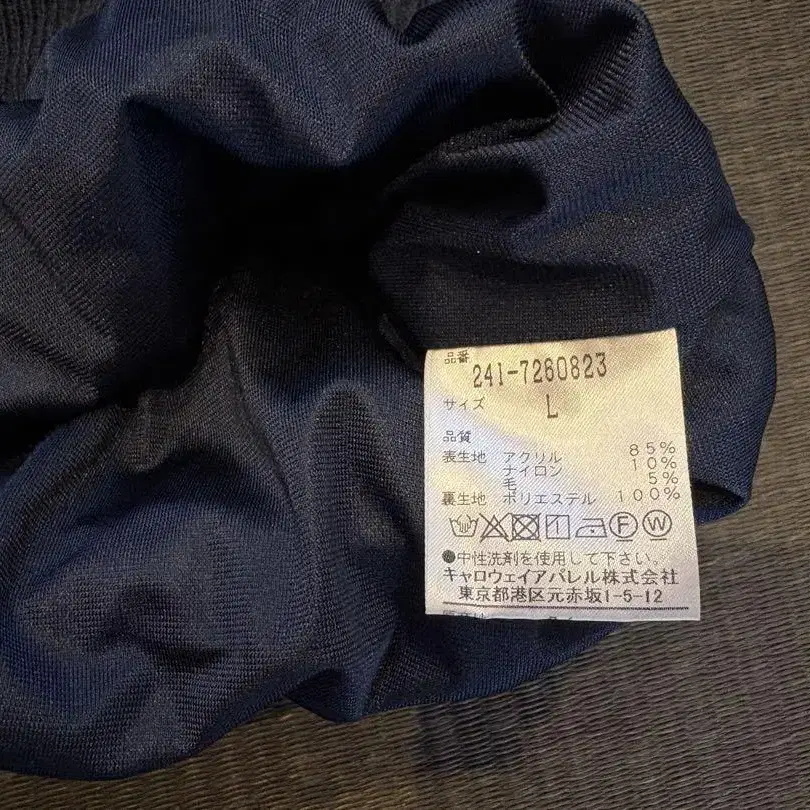 品番
241-7260823
サイズ L
品質
表生地 アクリル 85%
ナイロン 10%
毛 5%
裏生地 ポリエステル 100%
F W
●中性洗剤を使用して下さい。
キャロウェイアパレル株式会社
東京都港区元赤坂1-5-12